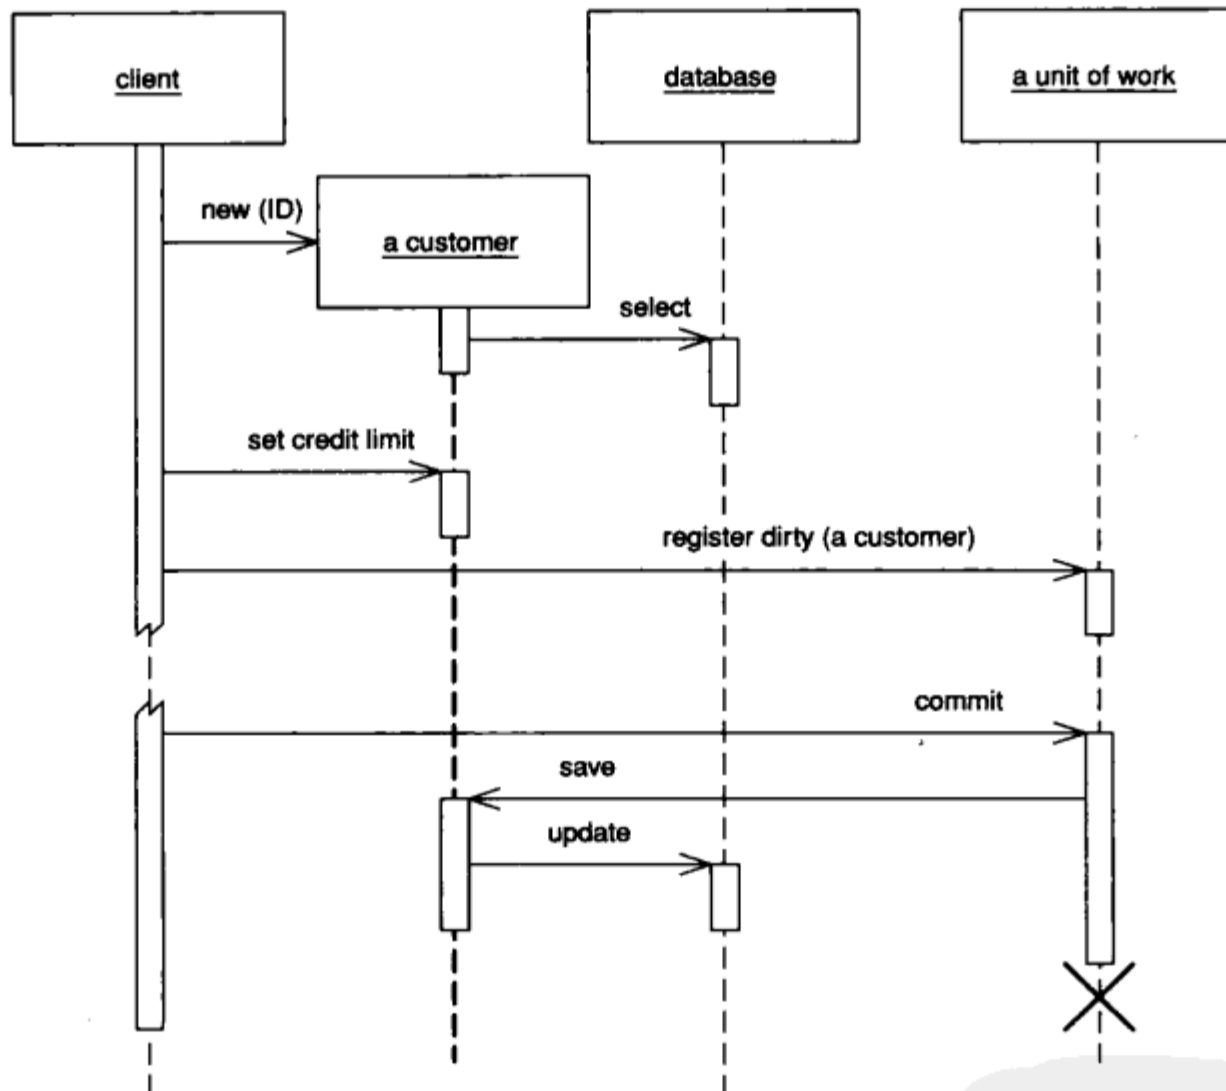 client
database
a unit of work
new (ID)
a customer
select
set credit limit
register dirty (a customer)
commit
save
update